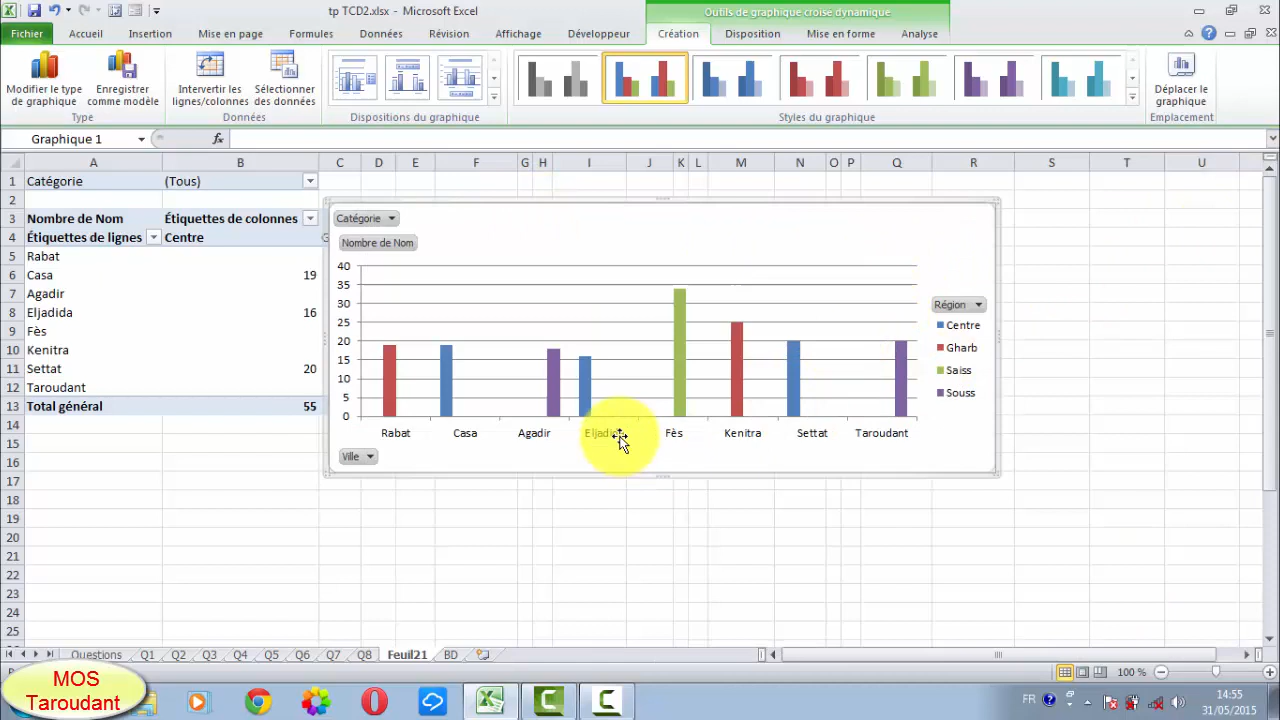 tp TCD2.xlsx - Microsoft Excel
Outils de graphique croisé dynamique
Fichier Accueil Insertion Mise en page Formules Données Révision Affichage Développeur Création Disposition Mise en forme Analyse
Modifier le type de graphique
Enregistrer comme modèle
Intervertir les lignes/colonnes
Sélectionner des données
Déplacer le graphique
Type Données Dispositions du graphique Styles du graphique Emplacement
Graphique 1 fx
A B C D E F G H I J K L M N O P Q R S T U
1 Catégorie (Tous)
2
3 Nombre de Nom Étiquettes de colonnes
4 Étiquettes de lignes Centre
5 Rabat
6 Casa 19
7 Agadir
8 Eljadida 16
9 Fès
10 Kenitra
11 Settat 20
12 Taroudant
13 Total général 55
14
15
16
17
18
19
20
21
22
23
24
25
Catégorie
Nombre de Nom
40
35
30
25
20
15
10
5
0
Rabat Casa Agadir Eljadida Fès Kenitra Settat Taroudant
Ville
Région
Centre
Gharb
Saiss
Souss
Questions Q1 Q2 Q3 Q4 Q5 Q6 Q7 Q8 Feuil21 BD
100 %
MOS
Taroudant
FR
14:55
31/05/2015